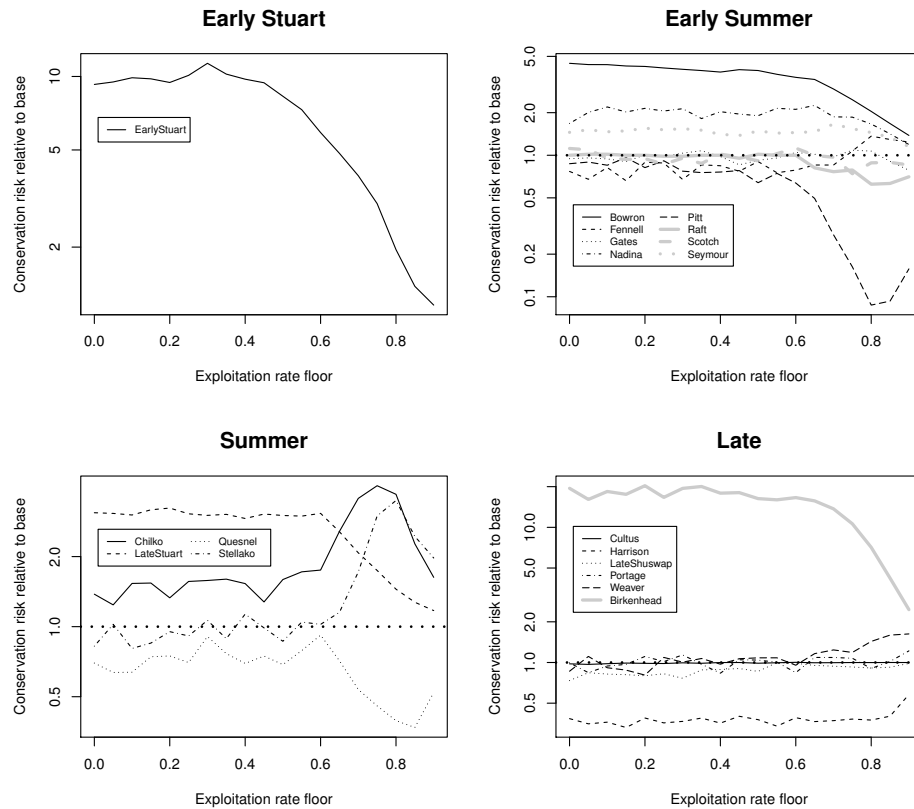 Early Stuart
Conservation risk relative to base
10
5
2
EarlyStuart
0.0 0.2 0.4 0.6 0.8
Exploitation rate floor
Early Summer
Conservation risk relative to base
5.0
2.0
1.0
0.5
0.2
0.1
Bowron Pitt
Fennell Raft
Gates Scotch
Nadina Seymour
0.0 0.2 0.4 0.6 0.8
Exploitation rate floor
Summer
Conservation risk relative to base
2.0
1.0
0.5
Chilko Quesnel
LateStuart Stellako
0.0 0.2 0.4 0.6 0.8
Exploitation rate floor
Late
Conservation risk relative to base
10.0
5.0
2.0
1.0
0.5
Cultus
Harrison
LateShuswap
Portage
Weaver
Birkenhead
0.0 0.2 0.4 0.6 0.8
Exploitation rate floor